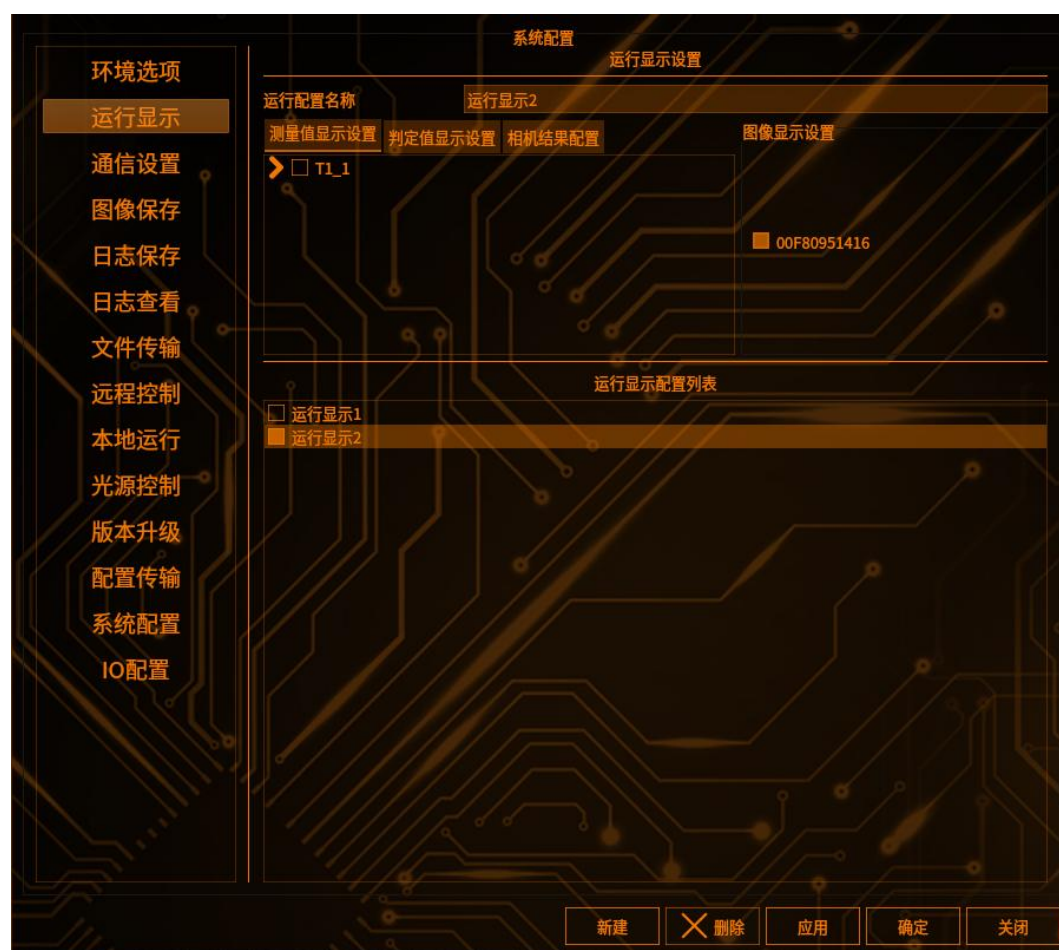 系统配置
环境选项
运行显示
通信设置
图像保存
日志保存
日志查看
文件传输
远程控制
本地运行
光源控制
版本升级
配置传输
系统配置
IO配置
运行显示设置
运行配置名称 运行显示2
测量值显示设置 判定值显示设置 相机结果配置
T1_1
图像显示设置
00F80951416
运行显示配置列表
运行显示1
运行显示2
新建 删除 应用 确定 关闭